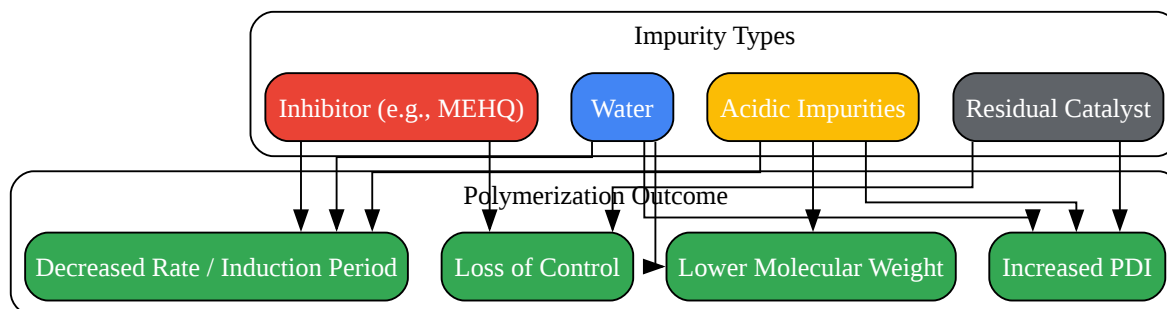 Impurity Types
Inhibitor (e.g., MEHQ)
Water
Acidic Impurities
Residual Catalyst
Polymerization Outcome
Decreased Rate / Induction Period
Loss of Control
Lower Molecular Weight
Increased PDI